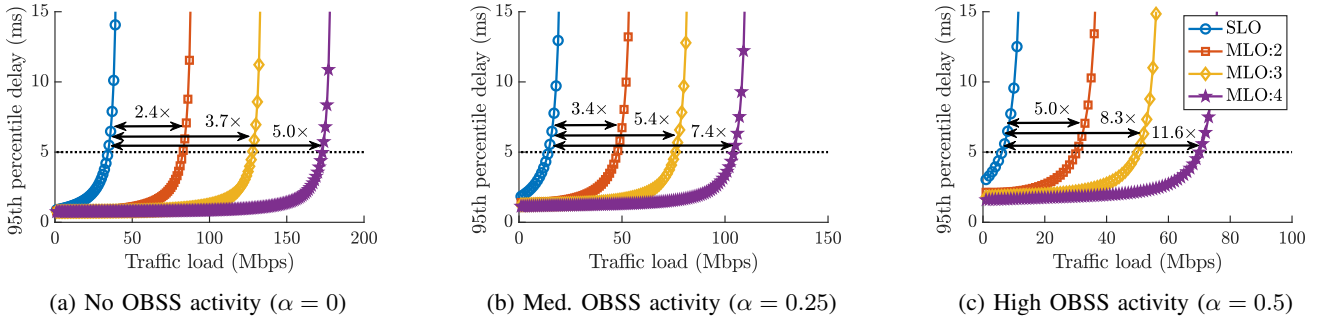 95th percentile delay (ms)
15
10
5
0
2.4×
3.7×
5.0×
0 50 100 150 200
Traffic load (Mbps)
(a) No OBSS activity (α = 0)
95th percentile delay (ms)
15
10
5
0
3.4×
5.4×
7.4×
0 50 100 150
Traffic load (Mbps)
(b) Med. OBSS activity (α = 0.25)
95th percentile delay (ms)
15
10
5
0
SLO
MLO:2
MLO:3
MLO:4
5.0×
8.3×
11.6×
0 20 40 60 80 100
Traffic load (Mbps)
(c) High OBSS activity (α = 0.5)